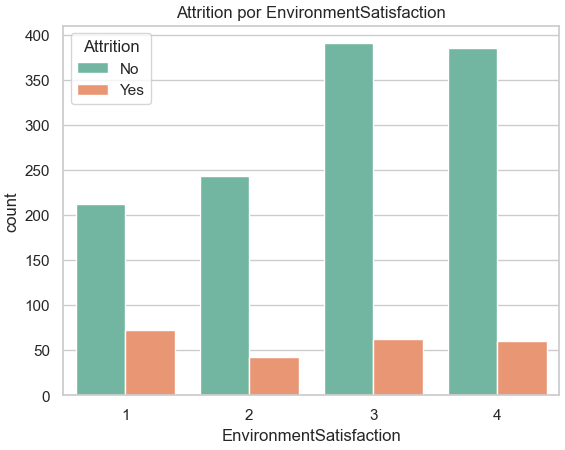 Attrition por EnvironmentSatisfaction
Attrition
No
Yes
400
350
300
250
200
150
100
50
0
count
1 2 3 4
EnvironmentSatisfaction